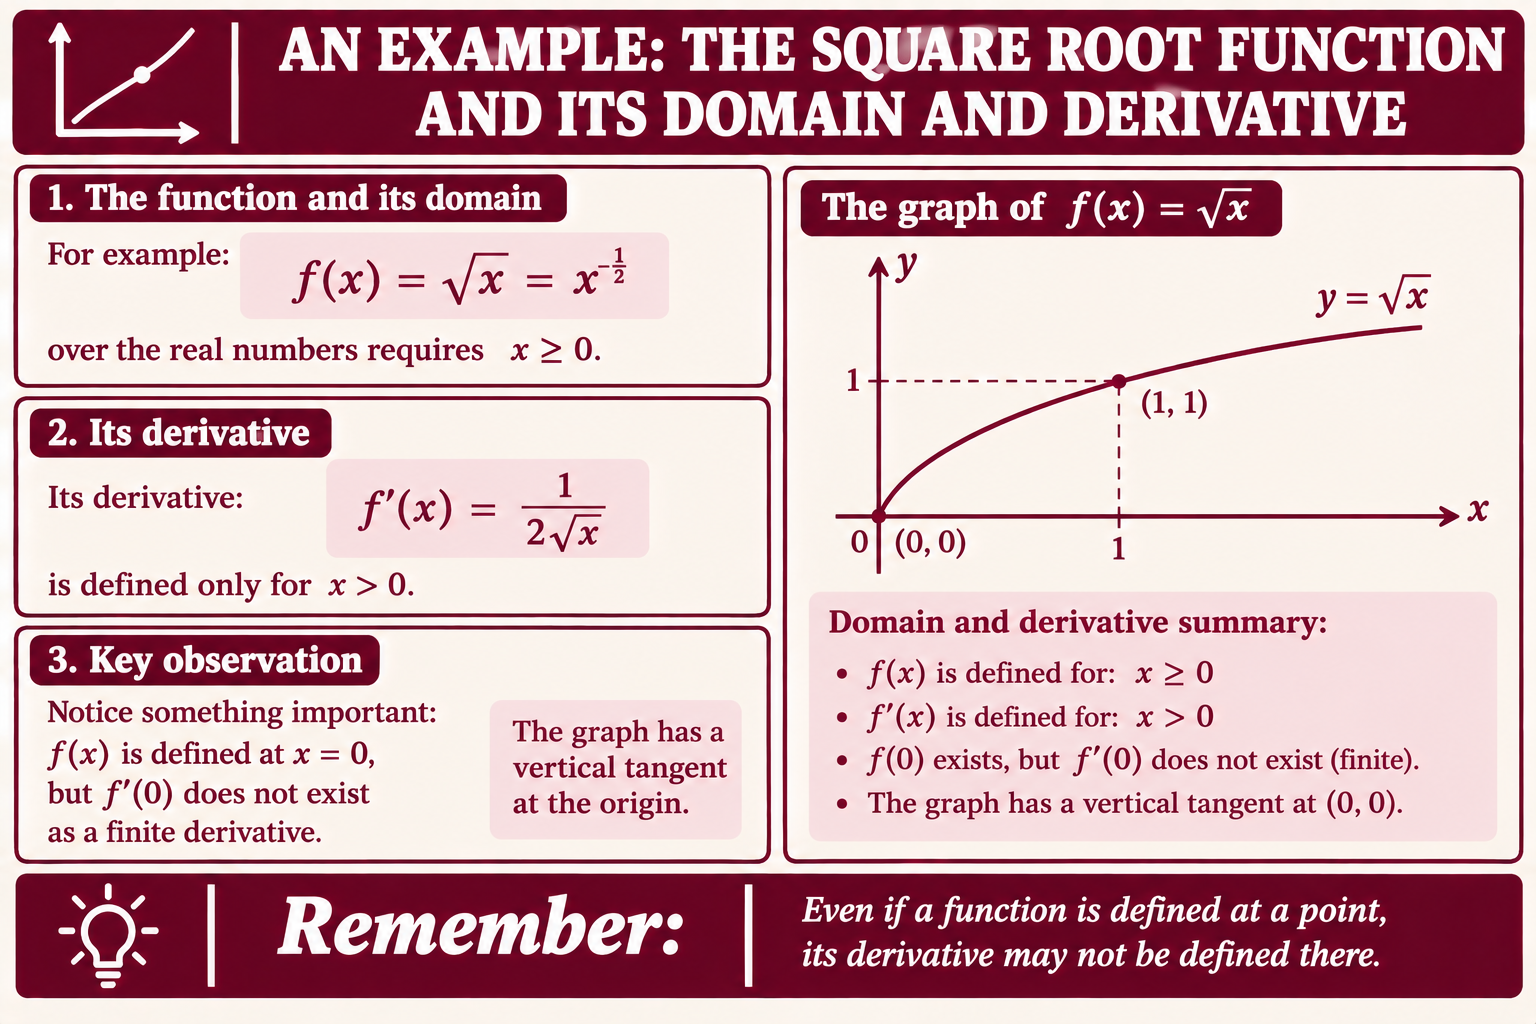 AN EXAMPLE: THE SQUARE ROOT FUNCTION
AND ITS DOMAIN AND DERIVATIVE
1. The function and its domain
For example: f(x) = √x = x^{-1/2}
over the real numbers requires x ≥ 0.
2. Its derivative
Its derivative: f′(x) = 1/(2√x)
is defined only for x > 0.
3. Key observation
Notice something important:
f(x) is defined at x = 0,
but f′(0) does not exist
as a finite derivative.
The graph has a
vertical tangent
at the origin.
The graph of f(x) = √x
y
y = √x
1
(1, 1)
x
0 (0, 0)
1
Domain and derivative summary:
• f(x) is defined for: x ≥ 0
• f′(x) is defined for: x > 0
• f(0) exists, but f′(0) does not exist (finite).
• The graph has a vertical tangent at (0, 0).
Remember:
Even if a function is defined at a point,
its derivative may not be defined there.